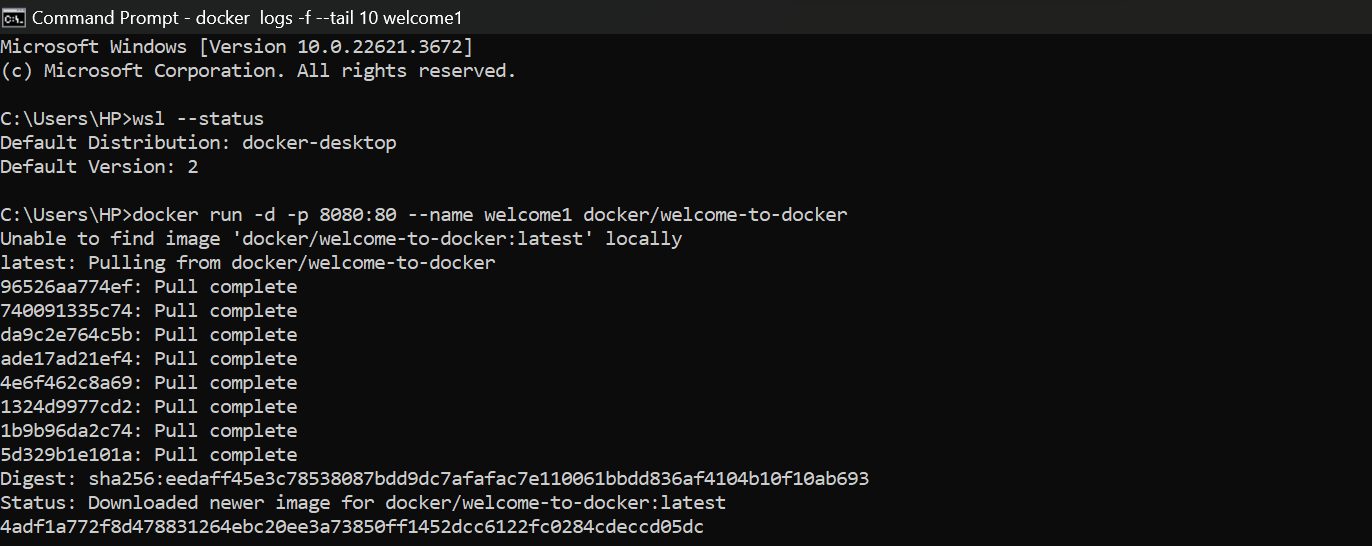 Command Prompt - docker  logs -f --tail 10 welcome1
Microsoft Windows [Version 10.0.22621.3672]
(c) Microsoft Corporation. All rights reserved.
C:\Users\HP>wsl --status
Default Distribution: docker-desktop
Default Version: 2
C:\Users\HP>docker run -d -p 8080:80 --name welcome1 docker/welcome-to-docker
Unable to find image 'docker/welcome-to-docker:latest' locally
latest: Pulling from docker/welcome-to-docker
96526aa774ef: Pull complete
740091335c74: Pull complete
da9c2e764c5b: Pull complete
ade17ad21ef4: Pull complete
4e6f462c8a69: Pull complete
1324d9977cd2: Pull complete
1b9b96da2c74: Pull complete
5d329b1e101a: Pull complete
Digest: sha256:eedaff45e3c78538087bdd9dc7afafac7e110061bbdd836af4104b10f10ab693
Status: Downloaded newer image for docker/welcome-to-docker:latest
4adf1a772f8d478831264ebc20ee3a73850ff1452dcc6122fc0284cdeccd05dc